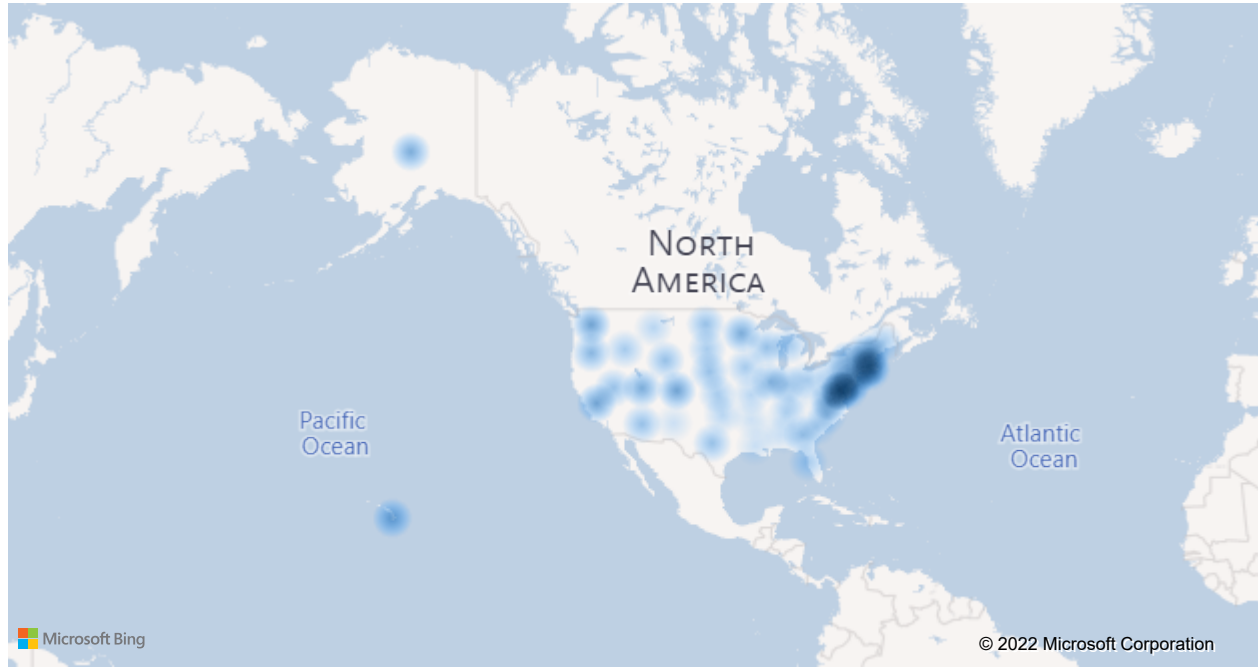 NORTH
AMERICA
Pacific
Ocean
Atlantic
Ocean
Microsoft Bing
© 2022 Microsoft Corporation